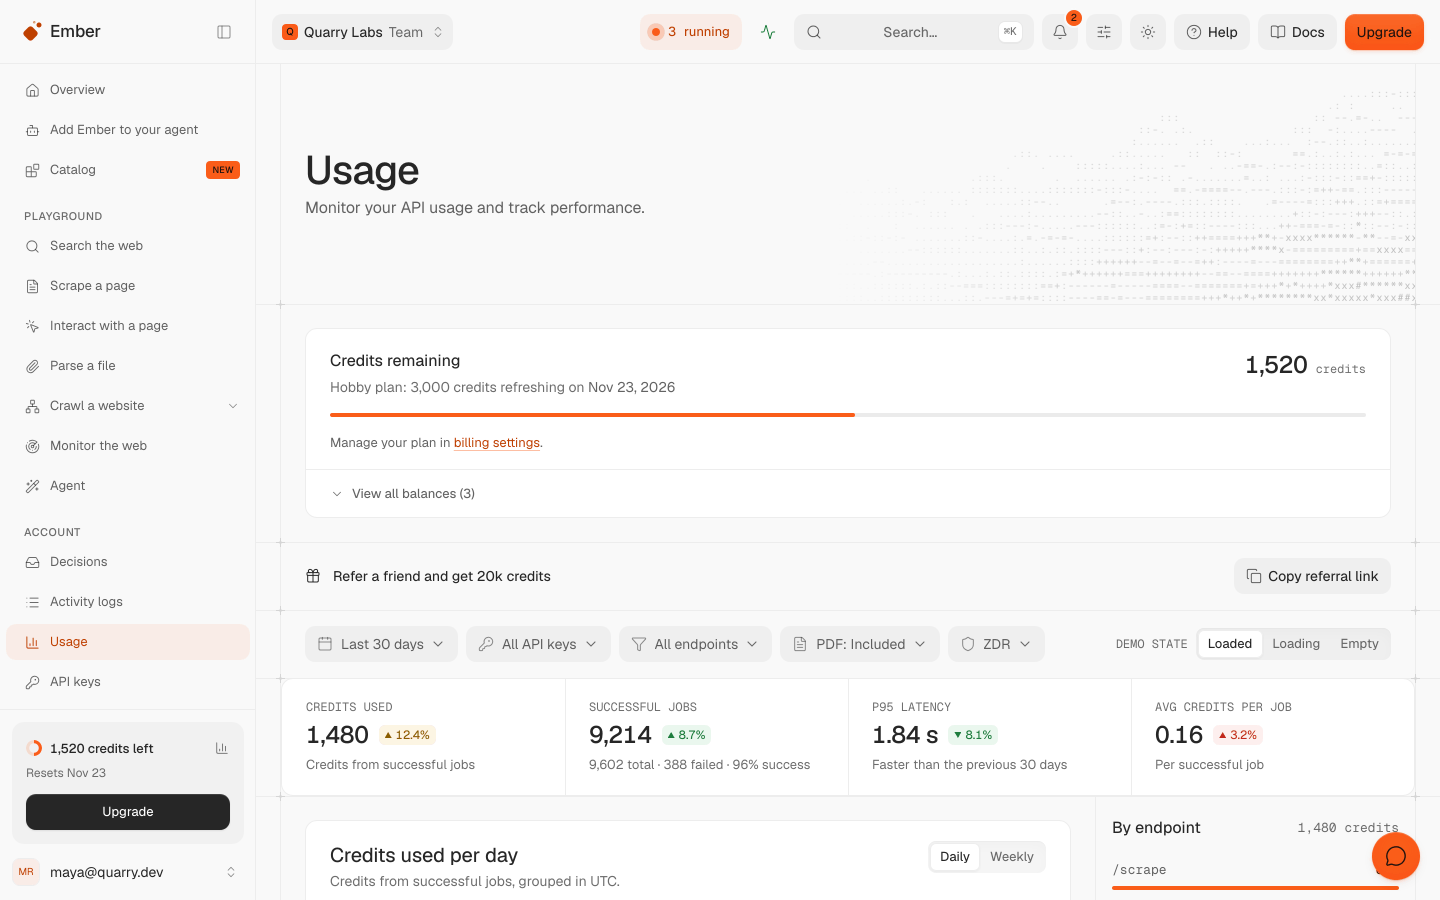 Ember
Quarry Labs Team
3 running
Search...
⌘K
2
Help
Docs
Upgrade
Overview
Add Ember to your agent
Catalog
NEW
PLAYGROUND
Search the web
Scrape a page
Interact with a page
Parse a file
Crawl a website
Monitor the web
Agent
ACCOUNT
Decisions
Activity logs
Usage
API keys
1,520 credits left
Resets Nov 23
Upgrade
MR
maya@quarry.dev
Usage
Monitor your API usage and track performance.
Credits remaining
1,520 credits
Hobby plan: 3,000 credits refreshing on Nov 23, 2026
Manage your plan in billing settings.
View all balances (3)
Refer a friend and get 20k credits
Copy referral link
Last 30 days
All API keys
All endpoints
PDF: Included
ZDR
DEMO STATE
Loaded
Loading
Empty
CREDITS USED
1,480
12.4%
Credits from successful jobs
SUCCESSFUL JOBS
9,214
8.7%
9,602 total · 388 failed · 96% success
P95 LATENCY
1.84 s
8.1%
Faster than the previous 30 days
AVG CREDITS PER JOB
0.16
3.2%
Per successful job
Credits used per day
Credits from successful jobs, grouped in UTC.
Daily
Weekly
By endpoint
1,480 credits
/scrape